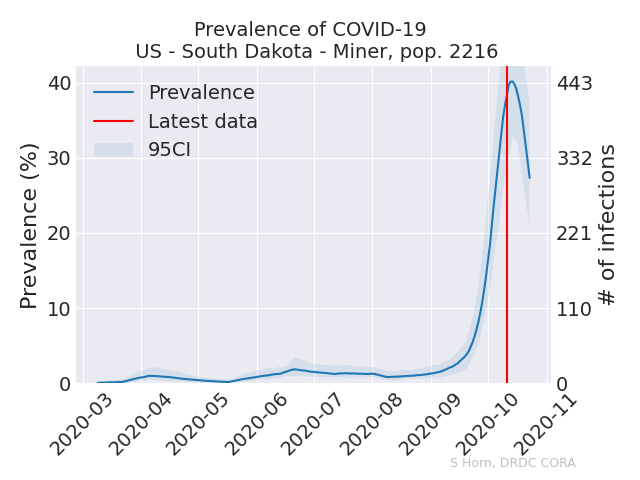 Prevalence of COVID-19
US - South Dakota - Miner, pop. 2216
Prevalence (%)
40
30
20
10
0
Prevalence
Latest data
95CI
443
332
221
110
0
# of infections
2020-03
2020-04
2020-05
2020-06
2020-07
2020-08
2020-09
2020-10
2020-11
S Horn, DRDC CORA